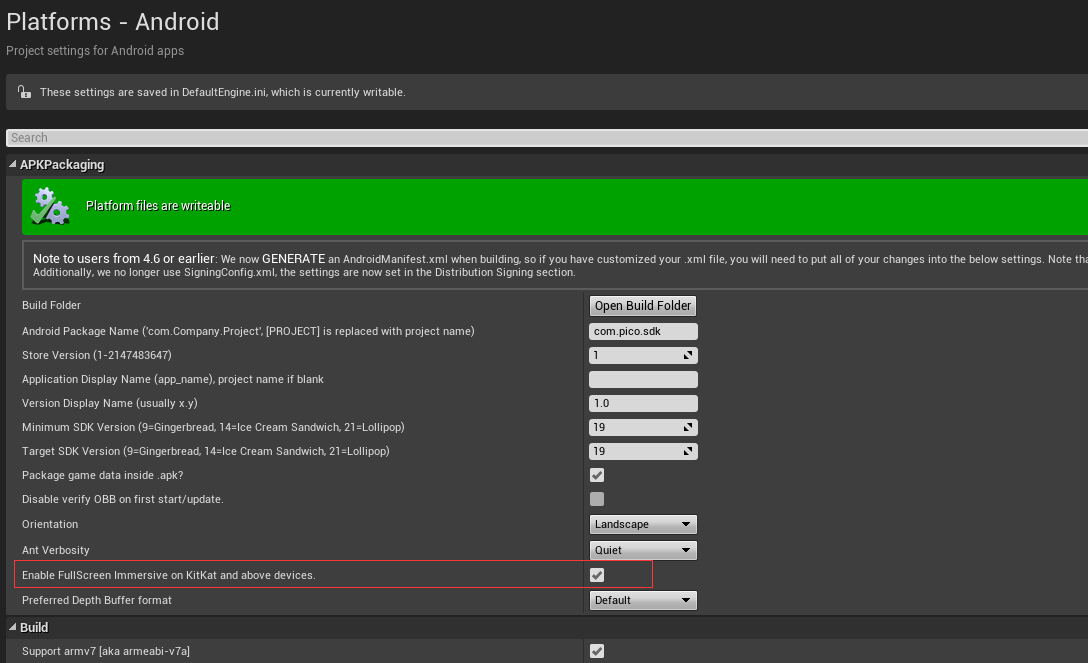 Platforms - Android
Project settings for Android apps
These settings are saved in DefaultEngine.ini, which is currently writable.
Search
APKPackaging
Platform files are writeable
Note to users from 4.6 or earlier: We now GENERATE an AndroidManifest.xml when building, so if you have customized your .xml file, you will need to put all of your changes into the below settings. Note tha
Additionally, we no longer use SigningConfig.xml, the settings are now set in the Distribution Signing section.
Build Folder Open Build Folder
Android Package Name ('com.Company.Project', [PROJECT] is replaced with project name) com.pico.sdk
Store Version (1-2147483647) 1
Application Display Name (app_name), project name if blank
Version Display Name (usually x.y) 1.0
Minimum SDK Version (9=Gingerbread, 14=Ice Cream Sandwich, 21=Lollipop) 19
Target SDK Version (9=Gingerbread, 14=Ice Cream Sandwich, 21=Lollipop) 19
Package game data inside .apk?
Disable verify OBB on first start/update.
Orientation Landscape
Ant Verbosity Quiet
Enable FullScreen Immersive on KitKat and above devices.
Preferred Depth Buffer format Default
Build
Support armv7 [aka armeabi-v7a]